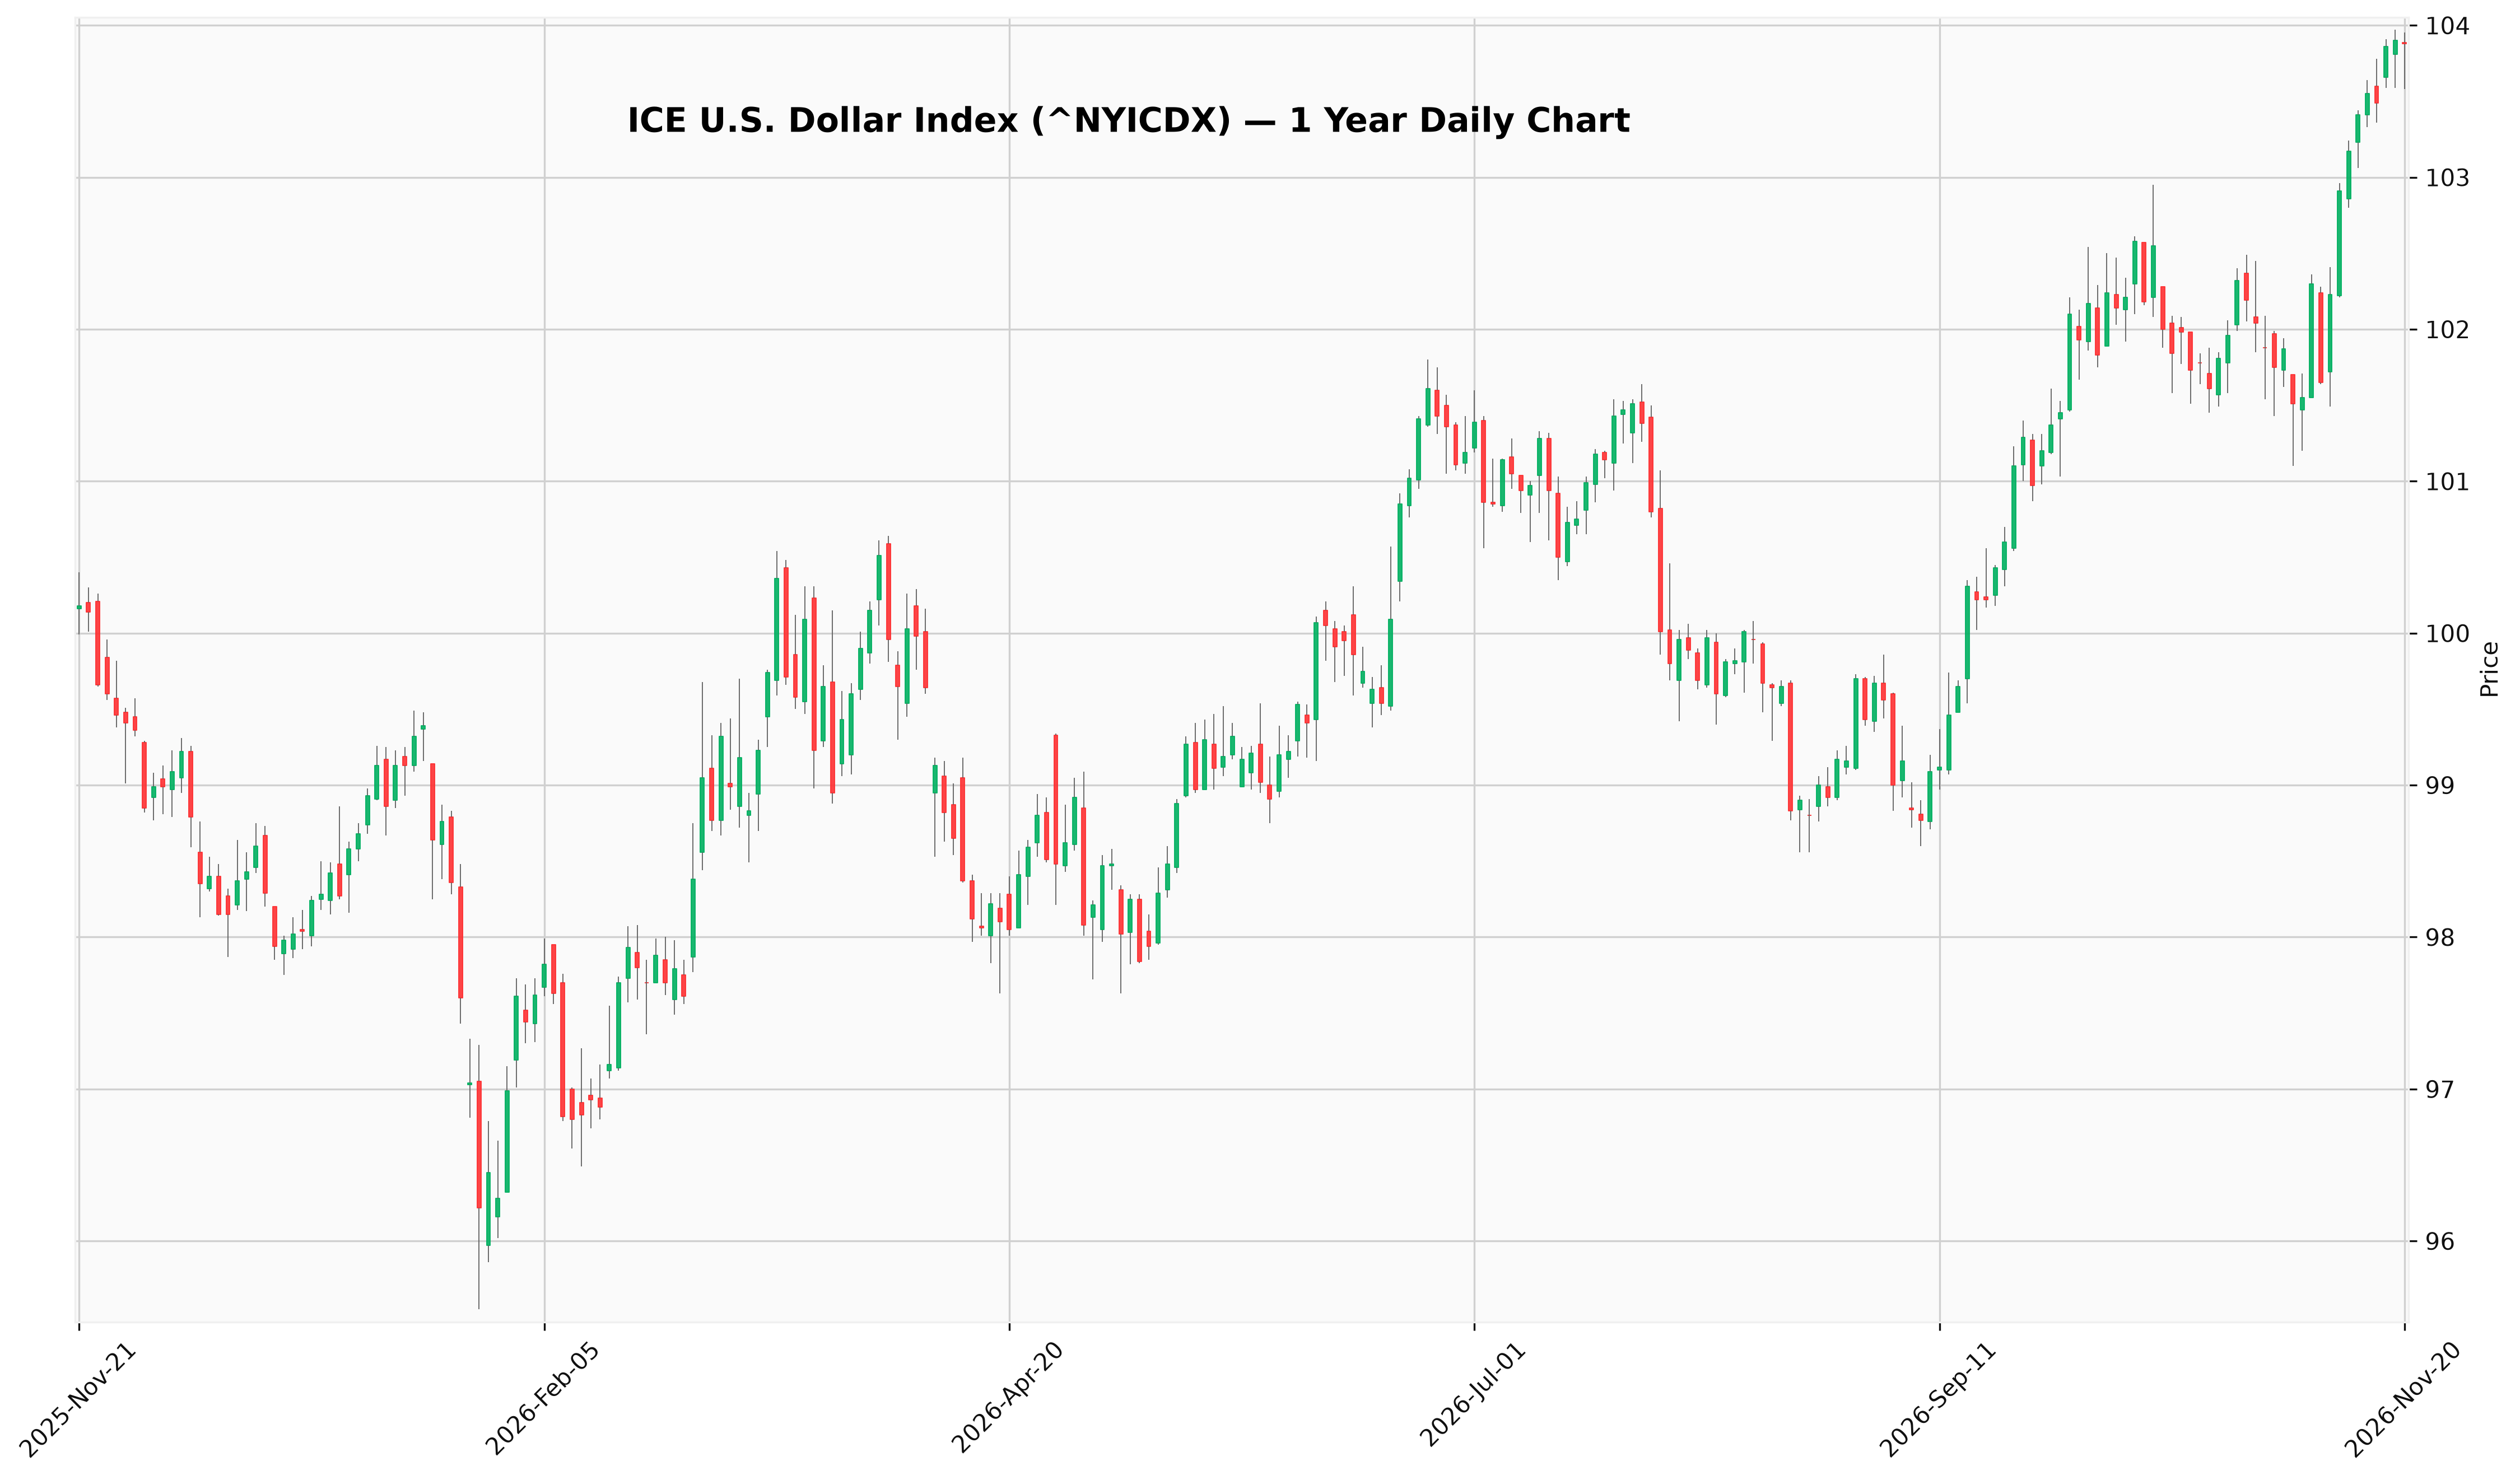 ICE U.S. Dollar Index (^NYICDX) — 1 Year Daily Chart
104
103
102
101
100
99
98
97
96
Price
2025-Nov-21
2026-Feb-05
2026-Apr-20
2026-Jul-01
2026-Sep-11
2026-Nov-20